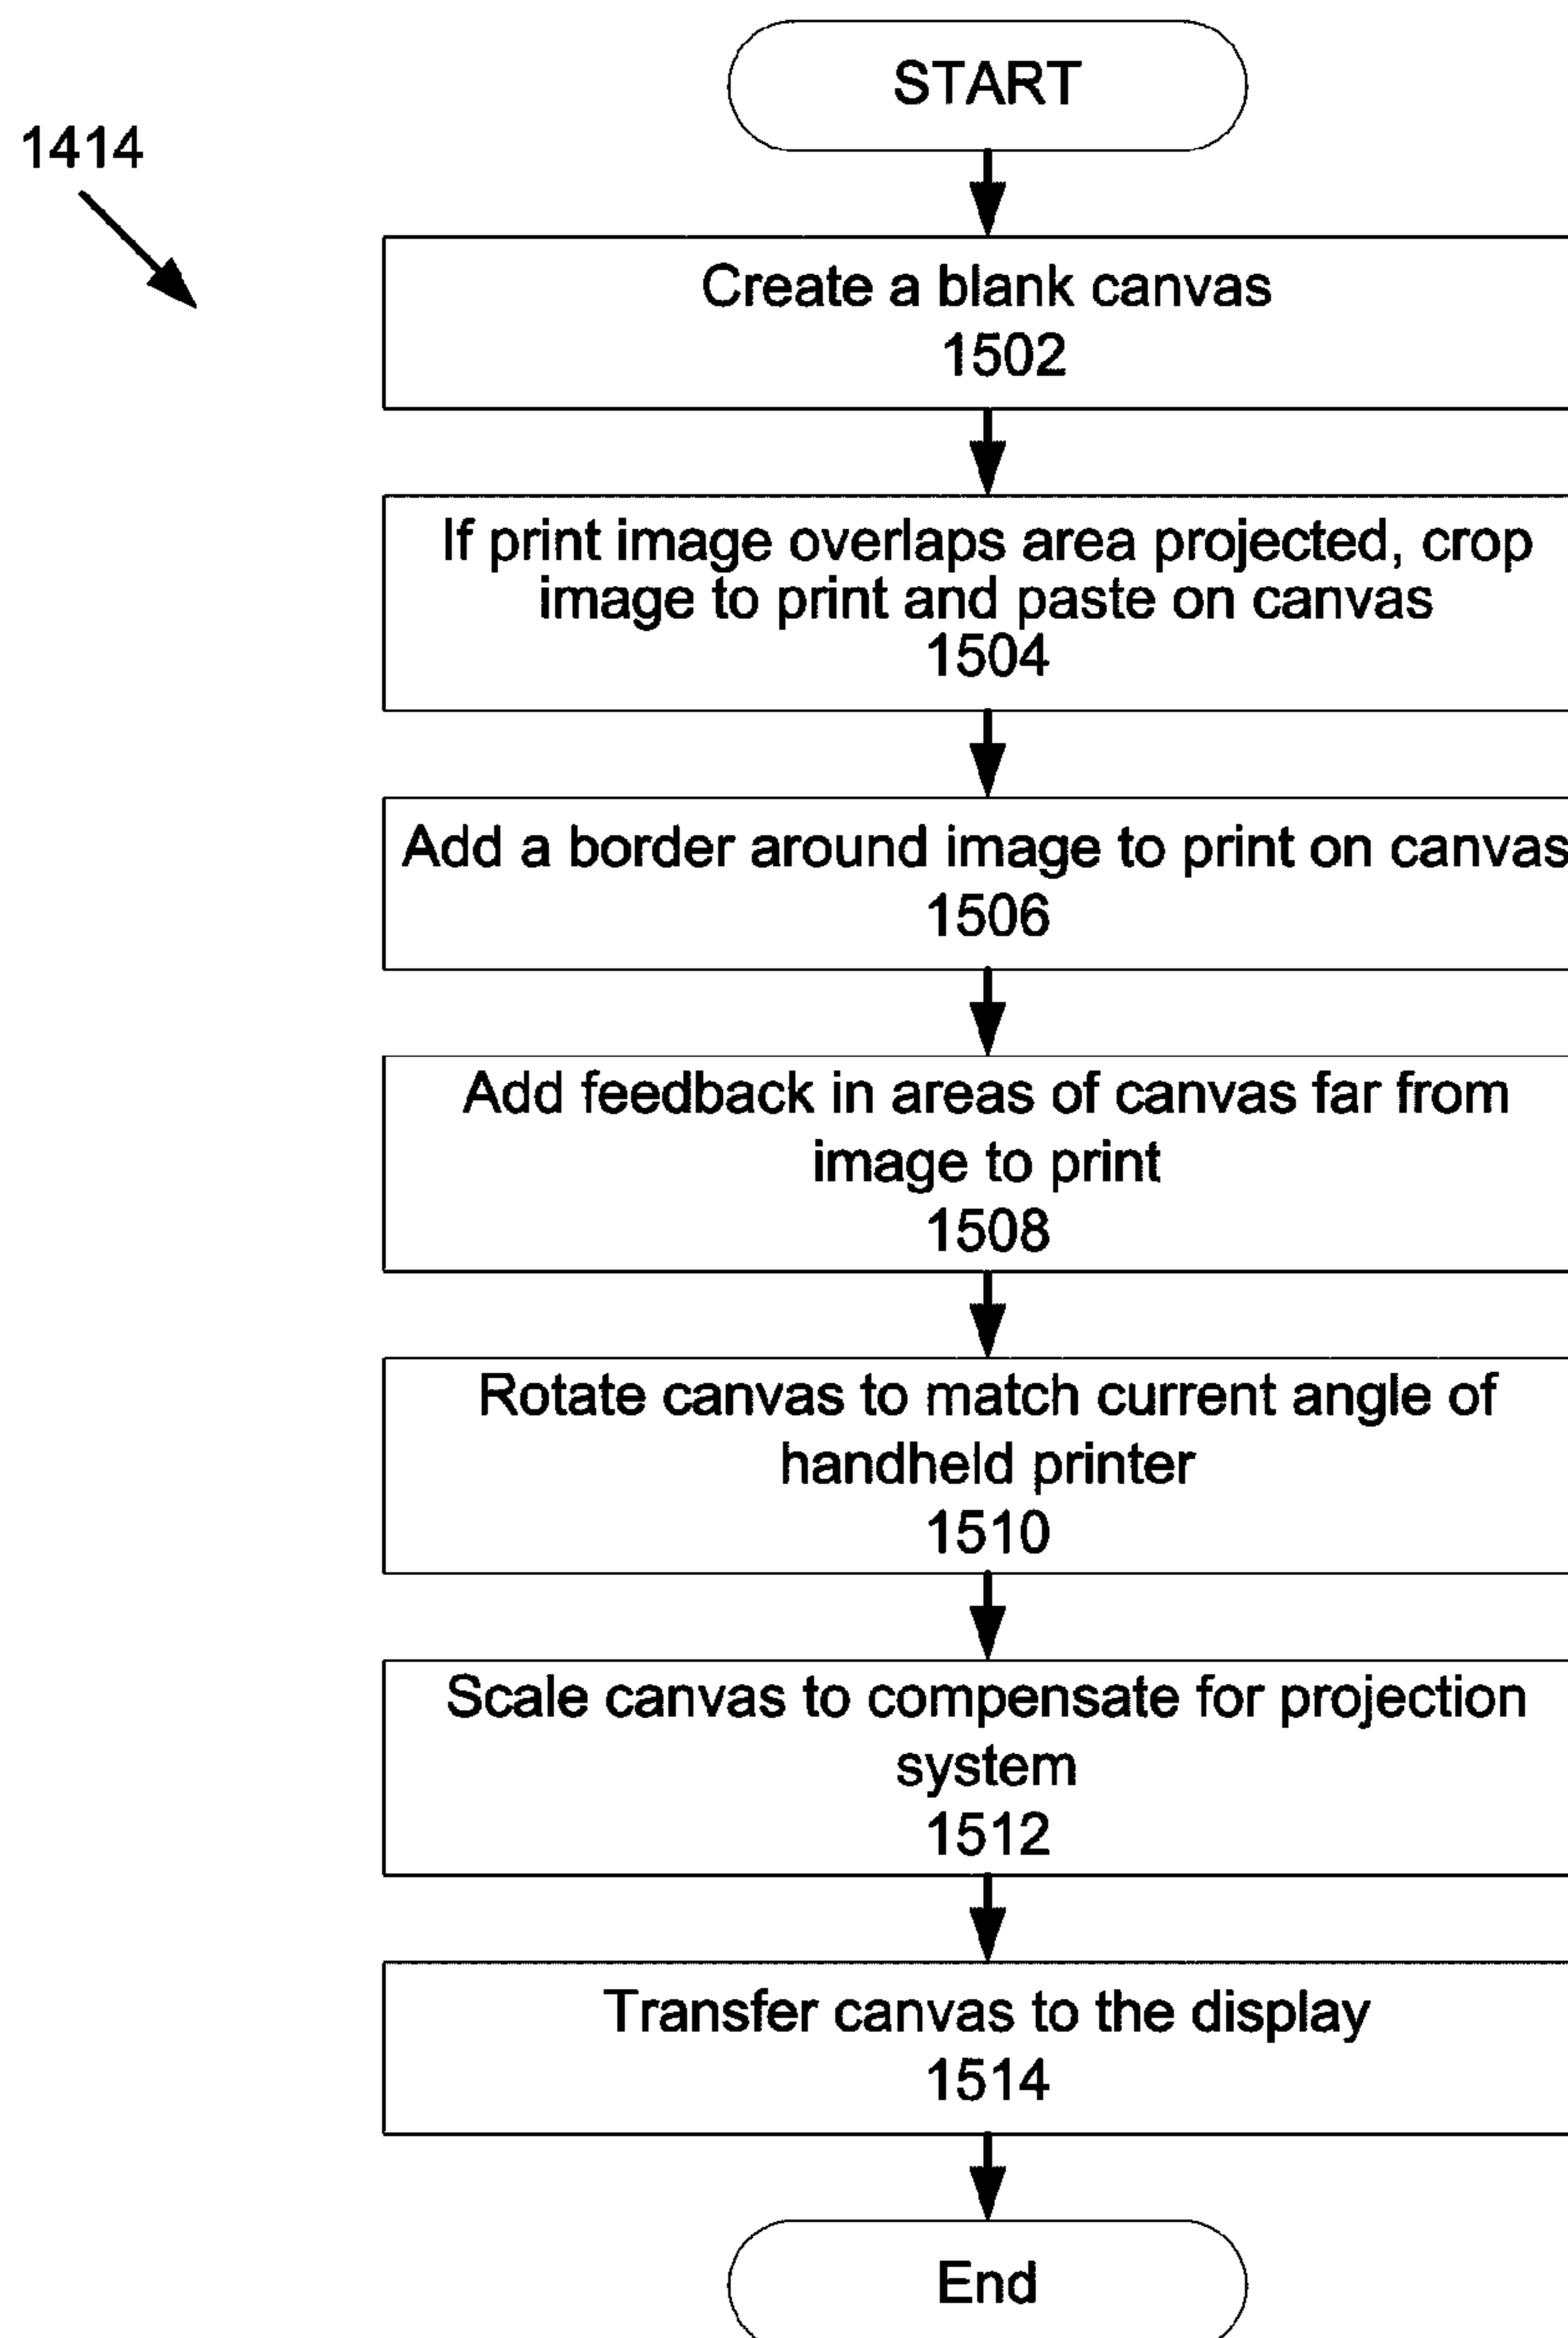 START
1414
Create a blank canvas
1502
If print image overlaps area projected, crop
image to print and paste on canvas
1504
Add a border around image to print on canvas
1506
Add feedback in areas of canvas far from
image to print
1508
Rotate canvas to match current angle of
handheld printer
1510
Scale canvas to compensate for projection
system
1512
Transfer canvas to the display
1514
End